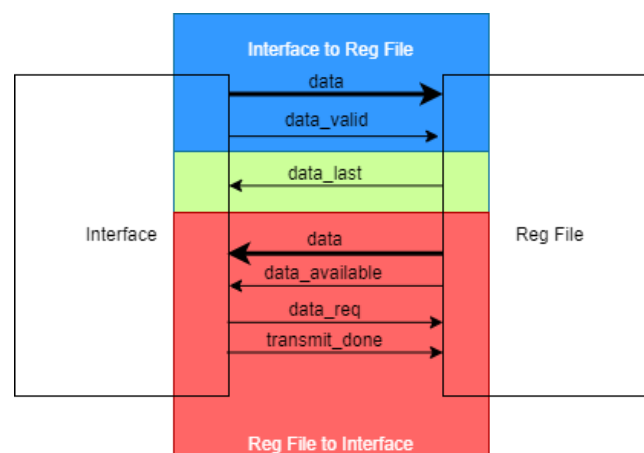 Interface to Reg File
data
data_valid
data_last
Interface
data
Reg File
data_available
data_req
transmit_done
Reg File to Interface